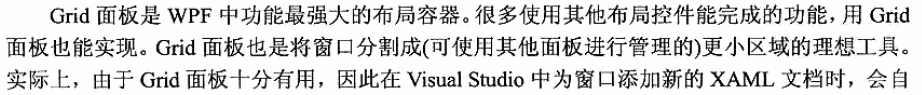 Grid 面板是 WPF 中功能最强大的布局容器。很多使用其他布局控件能完成的功能，用 Grid
面板也能实现。Grid 面板也是将窗口分割成(可使用其他面板进行管理的)更小区域的理想工具。
实际上，由于 Grid 面板十分有用，因此在 Visual Studio 中为窗口添加新的 XAML 文档时，会自